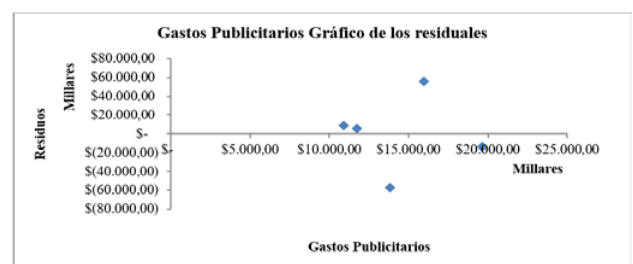 Gastos Publicitarios Gráfico de los residuales
Residuos
Millares
$80.000,00
$60.000,00
$40.000,00
$20.000,00
$-
$(20.000,00)
$(40.000,00)
$(60.000,00)
$(80.000,00)
$- $5.000,00 $10.000,00 $15.000,00 $20.000,00 $25.000,00
Millares
Gastos Publicitarios